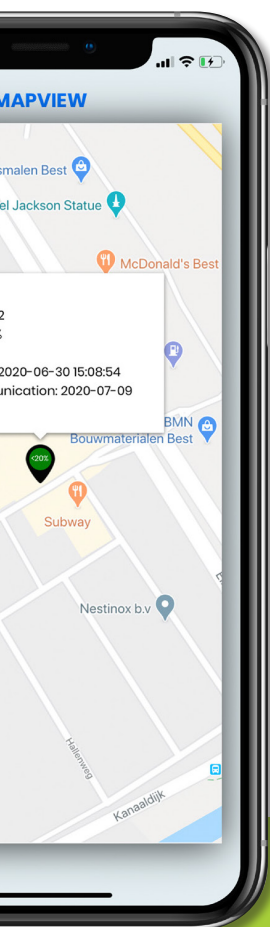 MAPVIEW
smalen Best
el Jackson Statue
McDonald's Best
2
%
2020-06-30 15:08:54
unication: 2020-07-09
BMN
Bouwmaterialen Best
<20%
Subway
Nestinox b.v
Hallenweg
Kanaaldijk